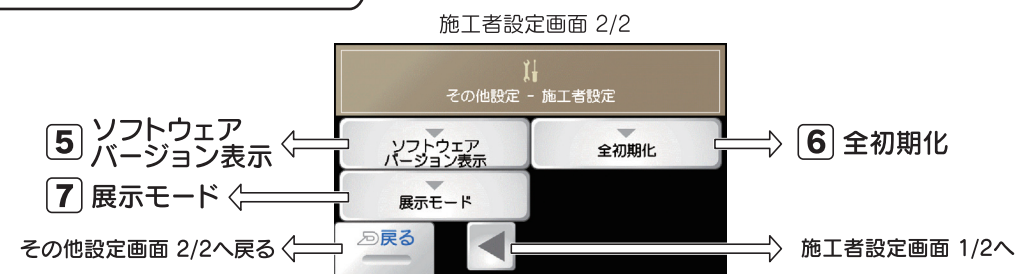 施工者設定画面 2/2
その他設定 - 施工者設定
5 ソフトウェア
バージョン表示
ソフトウェア
バージョン表示
全初期化
6 全初期化
7 展示モード
展示モード
その他設定画面 2/2へ戻る
戻る
施工者設定画面 1/2へ